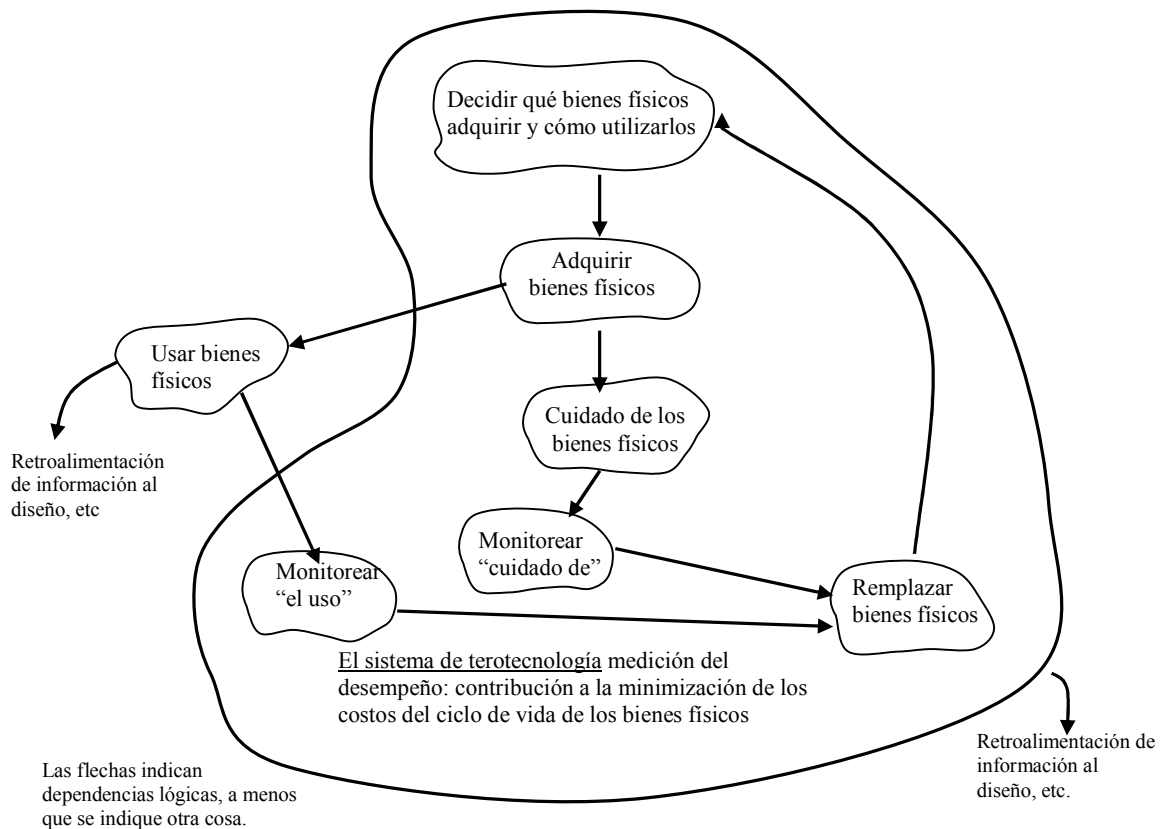 Decidir qué bienes físicos
adquirir y cómo utilizarlos
Adquirir
bienes físicos
Usar bienes
físicos
Cuidado de los
bienes físicos
Retroalimentación
de información al
diseño, etc
Monitorear
“cuidado de”
Monitorear
“el uso”
Remplazar
bienes físicos
El sistema de terotecnología medición del
desempeño: contribución a la minimización de los
costos del ciclo de vida de los bienes físicos
Retroalimentación de
información al
diseño, etc.
Las flechas indican
dependencias lógicas, a menos
que se indique otra cosa.